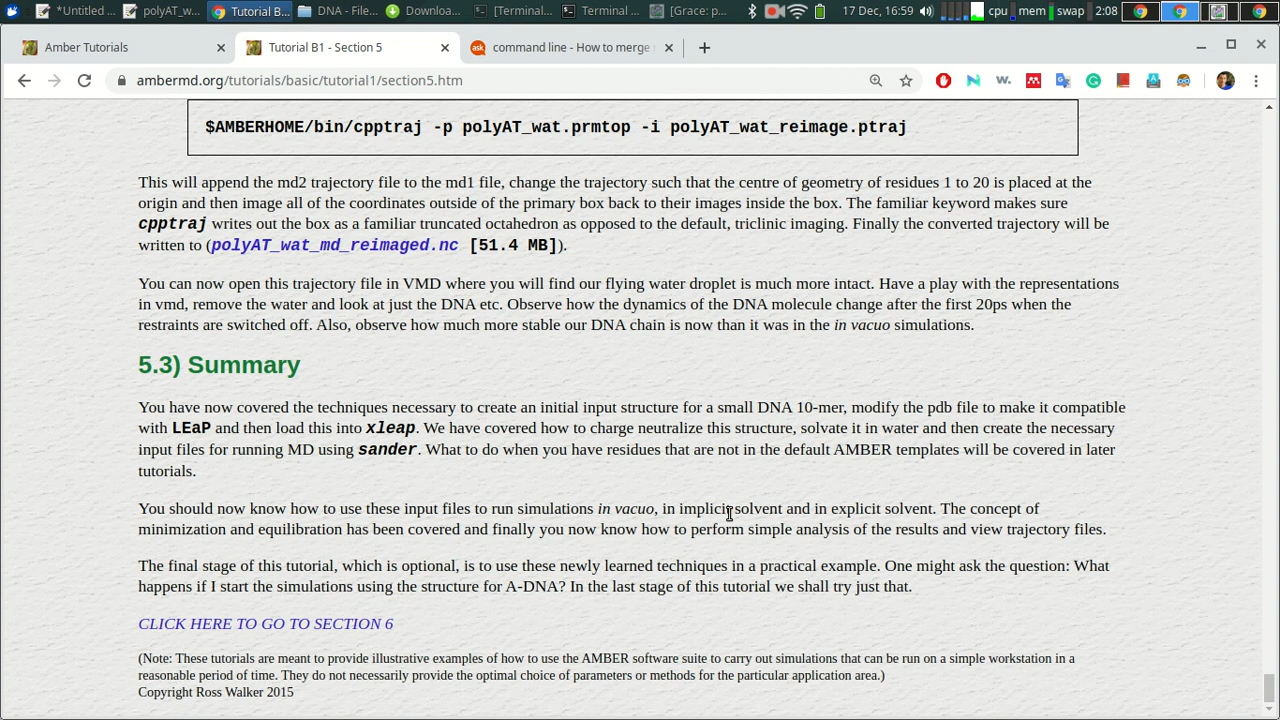 *Untitled ...
polyAT_w...
Tutorial B...
DNA - File...
Downloa...
[Terminal...
Terminal ...
[Grace: p...
17 Dec, 16:59
cpu
mem
swap
2:08
Amber Tutorials
Tutorial B1 - Section 5
command line - How to merge
ambermd.org/tutorials/basic/tutorial1/section5.htm
$AMBERHOME/bin/cpptraj -p polyAT_wat.prmtop -i polyAT_wat_reimage.ptraj
This will append the md2 trajectory file to the md1 file, change the trajectory such that the centre of geometry of residues 1 to 20 is placed at the
origin and then image all of the coordinates outside of the primary box back to their images inside the box. The familiar keyword makes sure
cpptraj writes out the box as a familiar truncated octahedron as opposed to the default, triclinic imaging. Finally the converted trajectory will be
written to (polyAT_wat_md_reimaged.nc [51.4 MB]).
You can now open this trajectory file in VMD where you will find our flying water droplet is much more intact. Have a play with the representations
in vmd, remove the water and look at just the DNA etc. Observe how the dynamics of the DNA molecule change after the first 20ps when the
restraints are switched off. Also, observe how much more stable our DNA chain is now than it was in the in vacuo simulations.
5.3) Summary
You have now covered the techniques necessary to create an initial input structure for a small DNA 10-mer, modify the pdb file to make it compatible
with LEaP and then load this into xleap. We have covered how to charge neutralize this structure, solvate it in water and then create the necessary
input files for running MD using sander. What to do when you have residues that are not in the default AMBER templates will be covered in later
tutorials.
You should now know how to use these input files to run simulations in vacuo, in implicit solvent and in explicit solvent. The concept of
minimization and equilibration has been covered and finally you now know how to perform simple analysis of the results and view trajectory files.
The final stage of this tutorial, which is optional, is to use these newly learned techniques in a practical example. One might ask the question: What
happens if I start the simulations using the structure for A-DNA? In the last stage of this tutorial we shall try just that.
CLICK HERE TO GO TO SECTION 6
(Note: These tutorials are meant to provide illustrative examples of how to use the AMBER software suite to carry out simulations that can be run on a simple workstation in a
reasonable period of time. They do not necessarily provide the optimal choice of parameters or methods for the particular application area.)
Copyright Ross Walker 2015